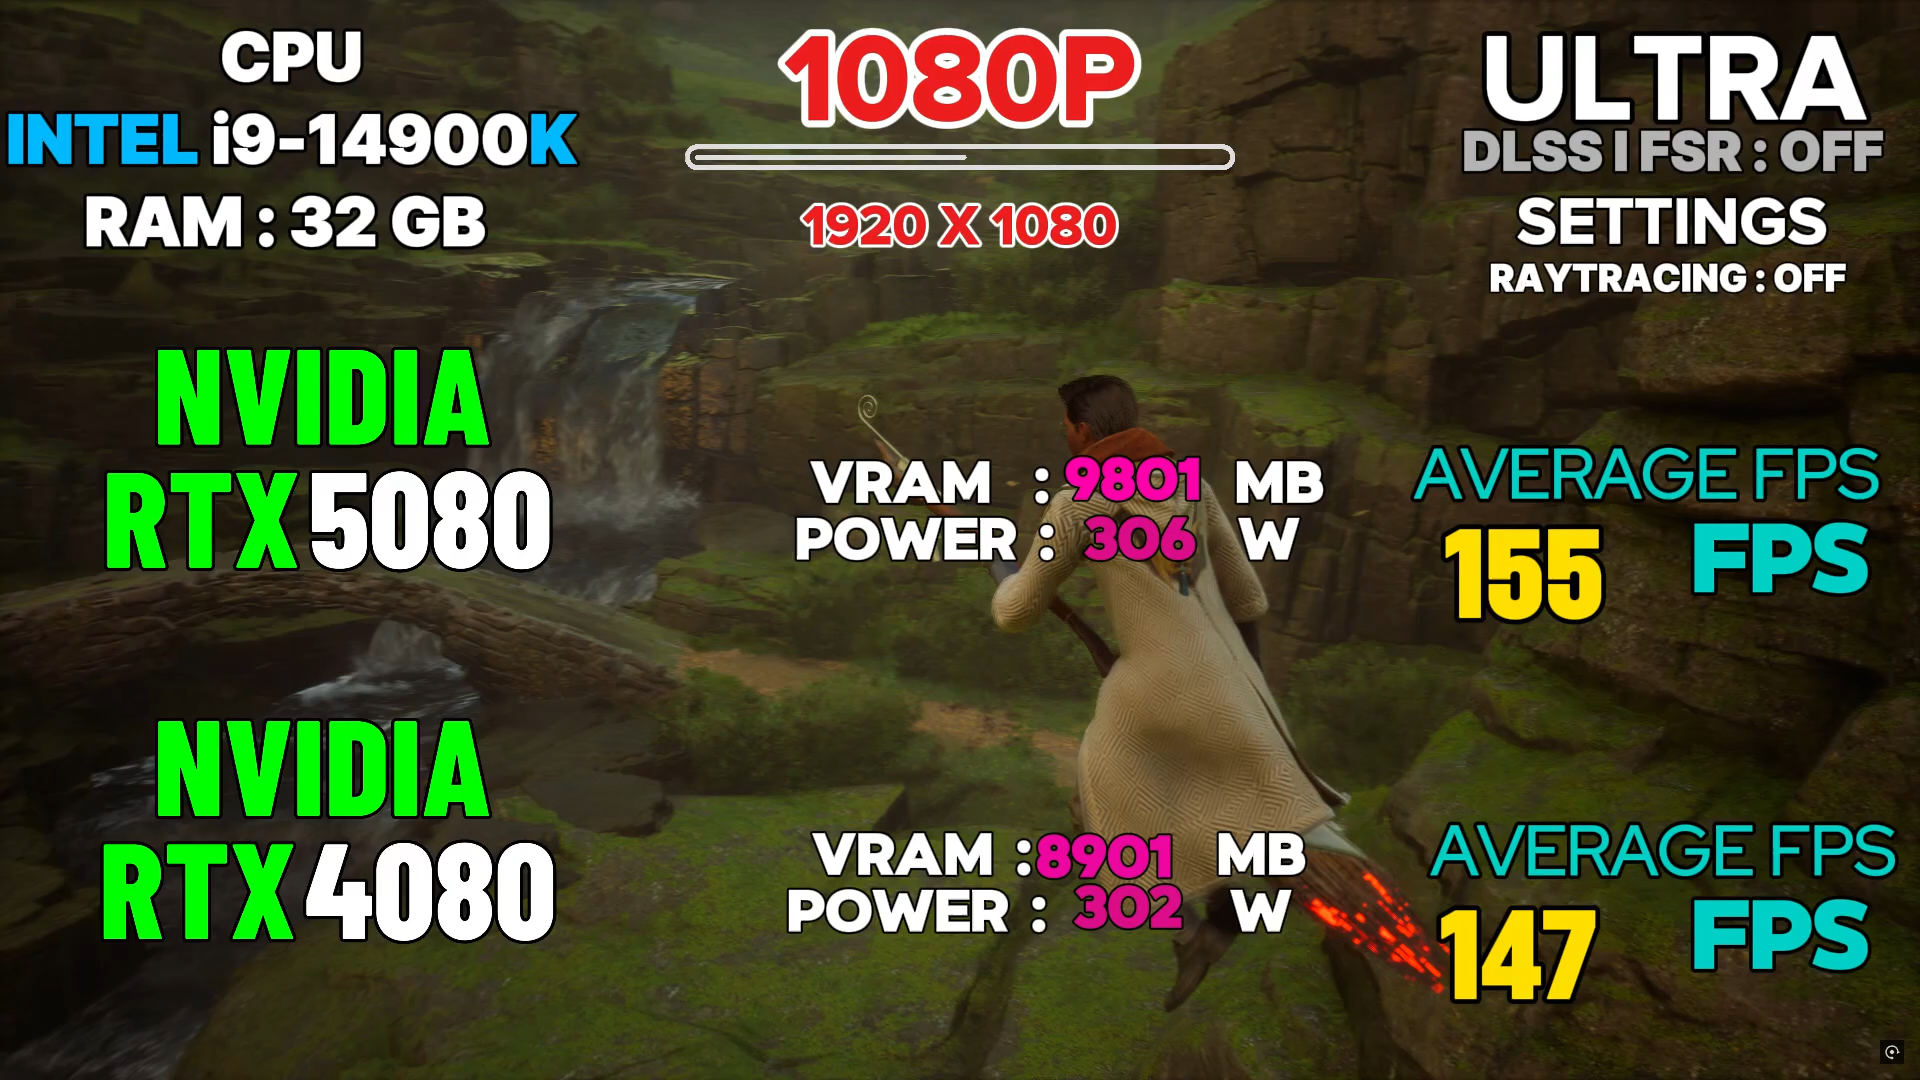 CPU
INTEL i9-14900K
RAM : 32 GB
1080P
1920 X 1080
ULTRA
DLSS | FSR : OFF
SETTINGS
RAYTRACING : OFF
NVIDIA
RTX 5080
VRAM : 9801 MB
POWER : 306 W
AVERAGE FPS
155 FPS
NVIDIA
RTX 4080
VRAM : 8901 MB
POWER : 302 W
AVERAGE FPS
147 FPS